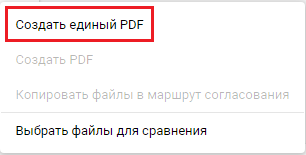 Создать единый PDF
Создать PDF
Копировать файлы в маршрут согласования
Выбрать файлы для сравнения